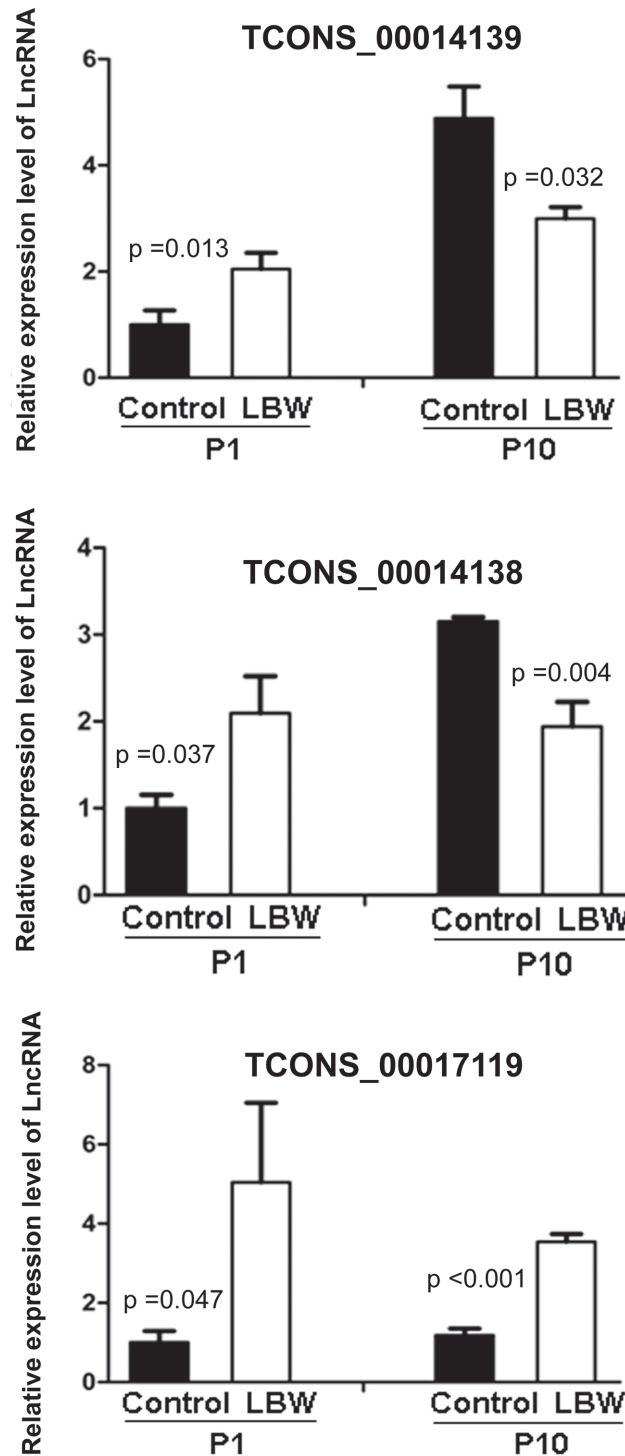 TCONS_00014139
Relative expression level of LncRNA
6
4
2
0
p =0.013
p =0.032
Control LBW
Control LBW
P1
P10
TCONS_00014138
Relative expression level of LncRNA
4
3
2
1
0
p =0.037
p =0.004
Control LBW
Control LBW
P1
P10
TCONS_00017119
Relative expression level of LncRNA
8
6
4
2
0
p =0.047
p <0.001
Control LBW
Control LBW
P1
P10